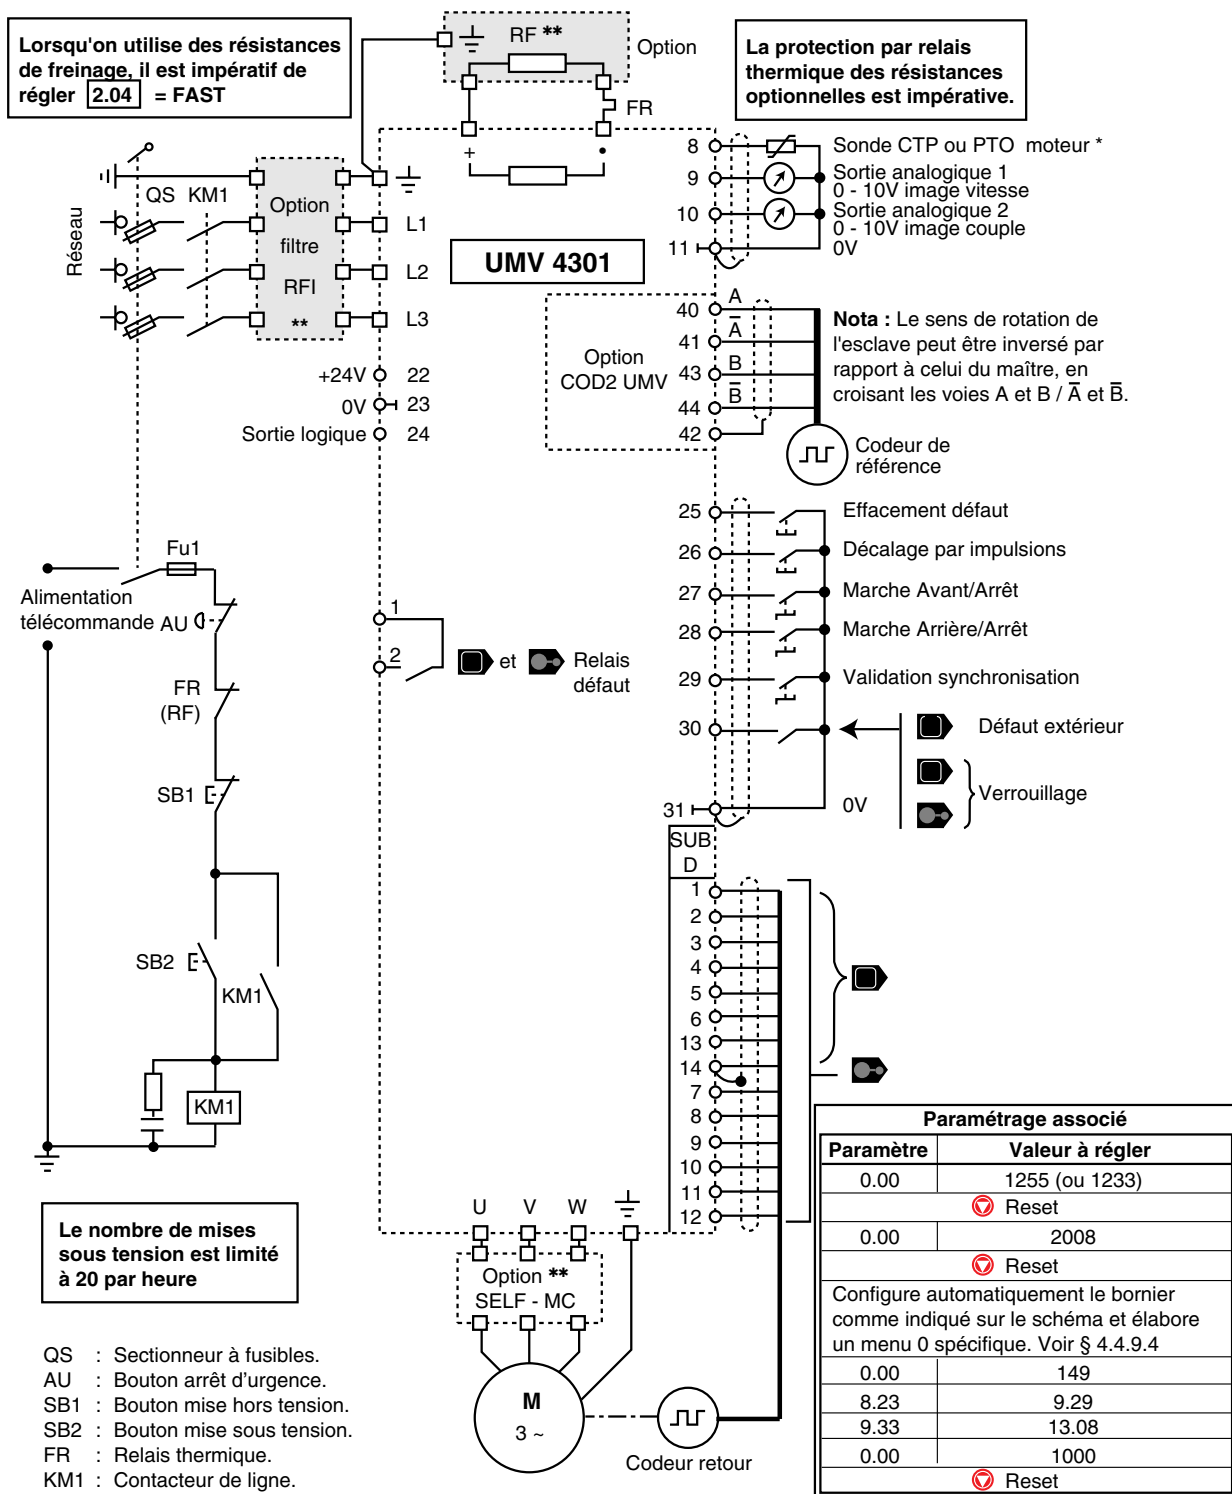 Lorsqu'on utilise des résistances
de freinage, il est impératif de
régler 2.04 = FAST
RF **
Option
FR
La protection par relais
thermique des résistances
optionnelles est impérative.
+
8
Sonde CTP ou PTO moteur *
9
Sortie analogique 1
0 - 10V image vitesse
10
Sortie analogique 2
0 - 10V image couple
11
0V
Réseau
QS
KM1
Option
filtre
RFI
**
L1
L2
L3
UMV 4301
Option
COD2 UMV
40
A
41
A̅
43
B
44
B̅
42
Nota : Le sens de rotation de
l'esclave peut être inversé par
rapport à celui du maître, en
croisant les voies A et B / A̅ et B̅.
Codeur de
référence
+24V
22
0V
23
Sortie logique
24
25
Effacement défaut
26
Décalage par impulsions
27
Marche Avant/Arrêt
28
Marche Arrière/Arrêt
29
Validation synchronisation
30
Défaut extérieur
Verrouillage
31
0V
Fu1
Alimentation
télécommande
AU
FR
(RF)
SB1
SB2
KM1
KM1
1
2
et
Relais
défaut
SUB
D
1
2
3
4
5
6
13
14
7
8
9
10
11
12
U
V
W
Option **
SELF - MC
M
3 ~
Codeur retour
Le nombre de mises
sous tension est limité
à 20 par heure
QS : Sectionneur à fusibles.
AU : Bouton arrêt d'urgence.
SB1 : Bouton mise hors tension.
SB2 : Bouton mise sous tension.
FR : Relais thermique.
KM1 : Contacteur de ligne.
Paramétrage associé
Paramètre Valeur à régler
0.00 1255 (ou 1233)
Reset
0.00 2008
Reset
Configure automatiquement le bornier
comme indiqué sur le schéma et élabore
un menu 0 spécifique. Voir § 4.4.9.4
0.00 149
8.23 9.29
9.33 13.08
0.00 1000
Reset